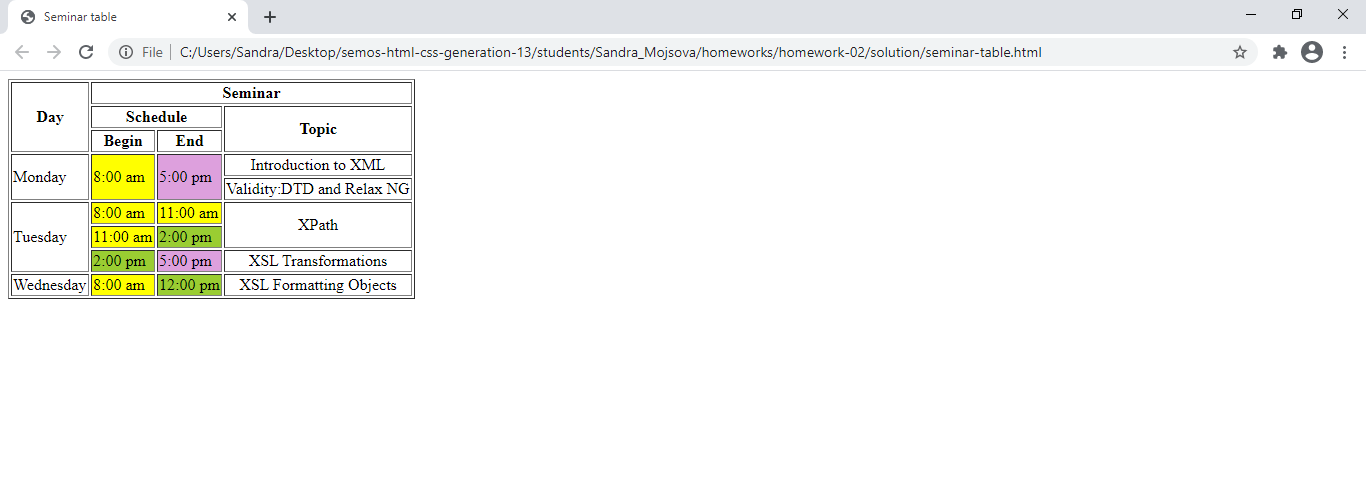 Seminar table
File C:/Users/Sandra/Desktop/semos-html-css-generation-13/students/Sandra_Mojsova/homeworks/homework-02/solution/seminar-table.html
Day Seminar
Schedule Topic
Begin End
Monday 8:00 am 5:00 pm Introduction to XML
Validity:DTD and Relax NG
Tuesday 8:00 am 11:00 am XPath
11:00 am 2:00 pm
2:00 pm 5:00 pm XSL Transformations
Wednesday 8:00 am 12:00 pm XSL Formatting Objects